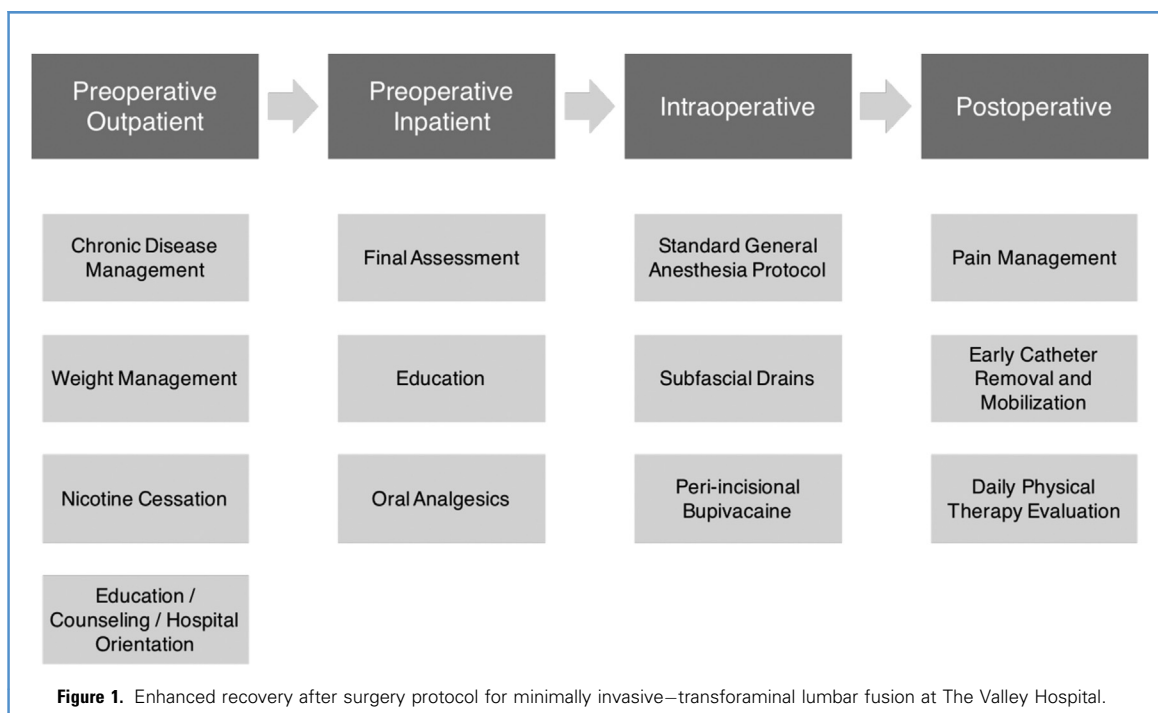 Preoperative
Outpatient
Preoperative
Inpatient
Intraoperative
Postoperative
Chronic Disease
Management
Final Assessment
Standard General
Anesthesia Protocol
Pain Management
Weight Management
Education
Subfascial Drains
Early Catheter
Removal and
Mobilization
Nicotine Cessation
Oral Analgesics
Peri-incisional
Bupivacaine
Daily Physical
Therapy Evaluation
Education /
Counseling / Hospital
Orientation
Figure 1. Enhanced recovery after surgery protocol for minimally invasive–transforaminal lumbar fusion at The Valley Hospital.